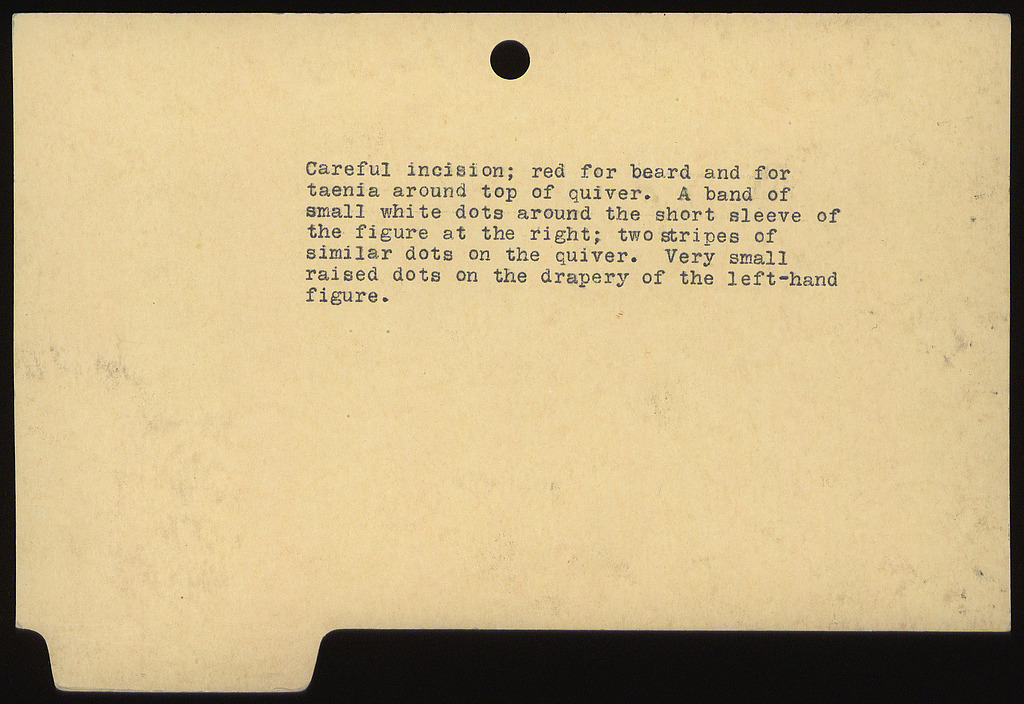 Careful incision; red for beard and for
taenia around top of quiver.  A band of
small white dots around the short sleeve of
the figure at the right; two stripes of
similar dots on the quiver.  Very small
raised dots on the drapery of the left-hand
figure.